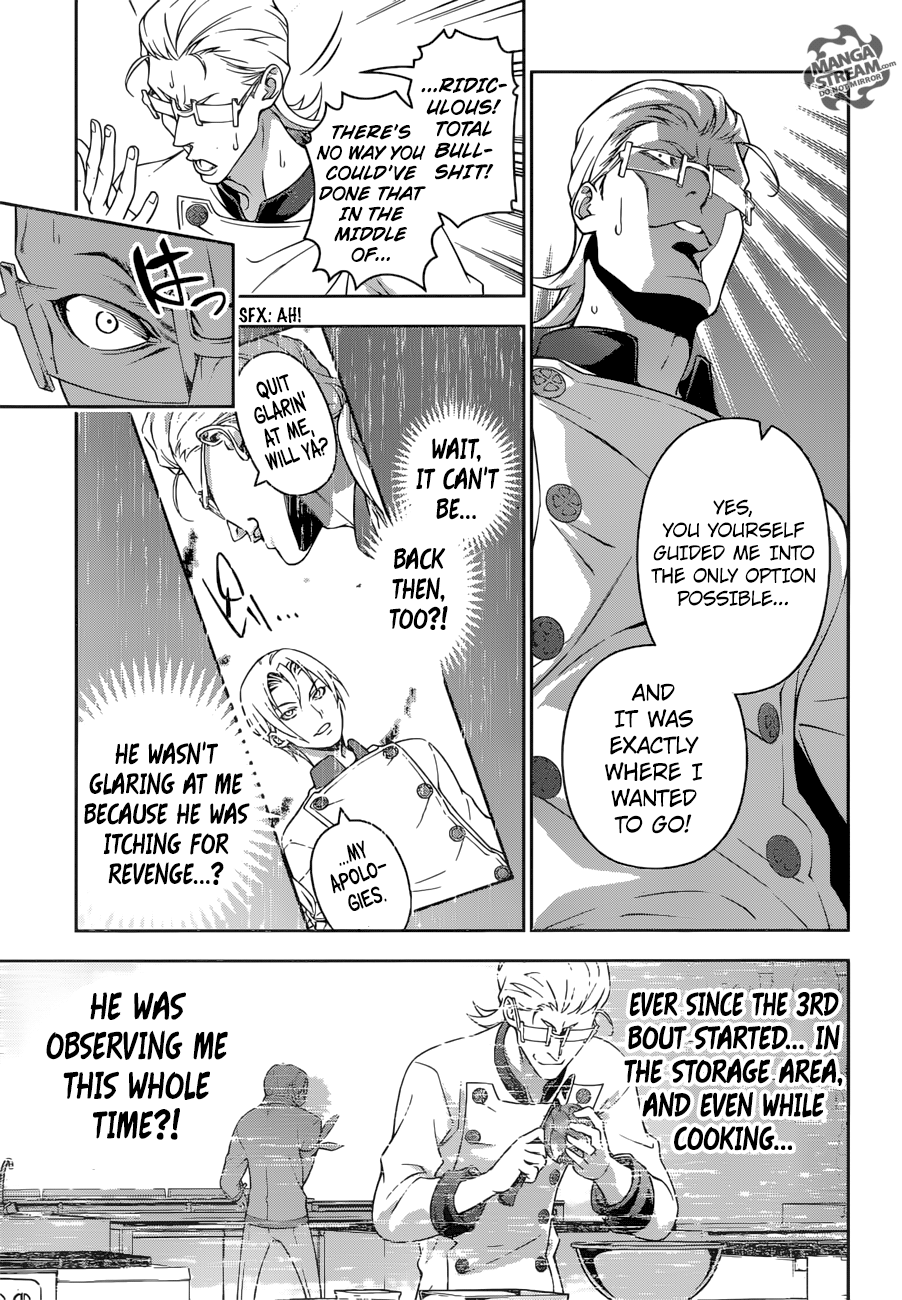 MANGA
STREAM.com
DO NOT MIRROR
YES,
YOU YOURSELF
GUIDED ME INTO
THE ONLY OPTION
POSSIBLE...
AND
IT WAS
EXACTLY
WHERE I
WANTED
TO GO!
...RIDIC-
ULOUS!
TOTAL
BULL-
SHIT!
THERE'S
NO WAY YOU
COULD'VE
DONE THAT
IN THE
MIDDLE
OF...
はっ
SFX: AH!
WAIT,
IT CAN'T
BE...
BACK
THEN,
TOO?!
QUIT
GLARIN'
AT ME,
WILL YA?
...MY
APOLO-
GIES.
HE WASN'T
GLARING AT ME
BECAUSE HE WAS
ITCHING FOR
REVENGE...?
EVER SINCE THE 3RD
BOUT STARTED... IN
THE STORAGE AREA,
AND EVEN WHILE
COOKING...
HE WAS
OBSERVING ME
THIS WHOLE
TIME?!